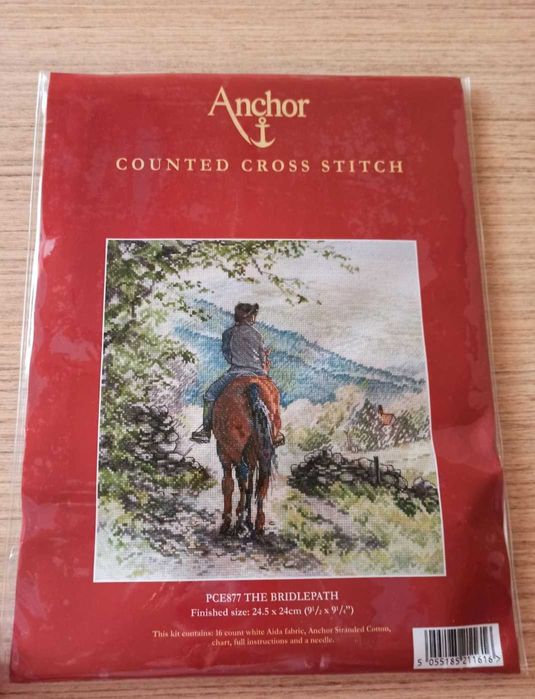 Anchor
COUNTED CROSS STITCH
PCE877 THE BRIDLEPATH
Finished size: 24.5 x 24cm (9½ x 9¼")
This kit contains: 16 count white Aida fabric, Anchor Stranded Cotton,
chart, full instructions and a needle.
5 055185 211616 >